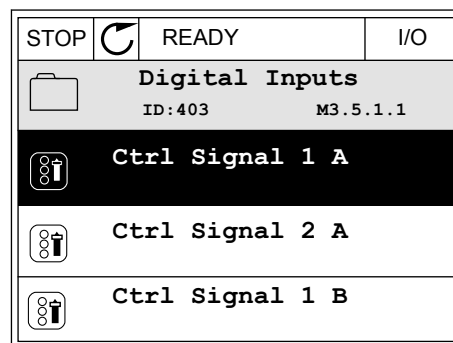 STOP READY I/O
Digital Inputs
ID:403 M3.5.1.1
Ctrl Signal 1 A
Ctrl Signal 2 A
Ctrl Signal 1 B